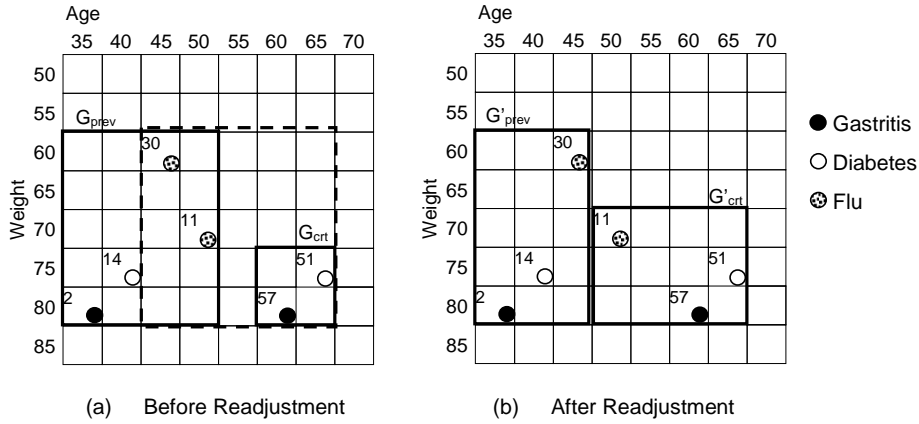 Age
35 40 45 50 55 60 65 70
Weight
50
55
60
65
70
75
80
85
Gprev
30
11
Gcrt
14
51
2
57
(a) Before Readjustment
Age
35 40 45 50 55 60 65 70
Weight
50
55
60
65
70
75
80
85
G’prev
30
G’crt
11
14
51
2
57
(b) After Readjustment
Gastritis
Diabetes
Flu